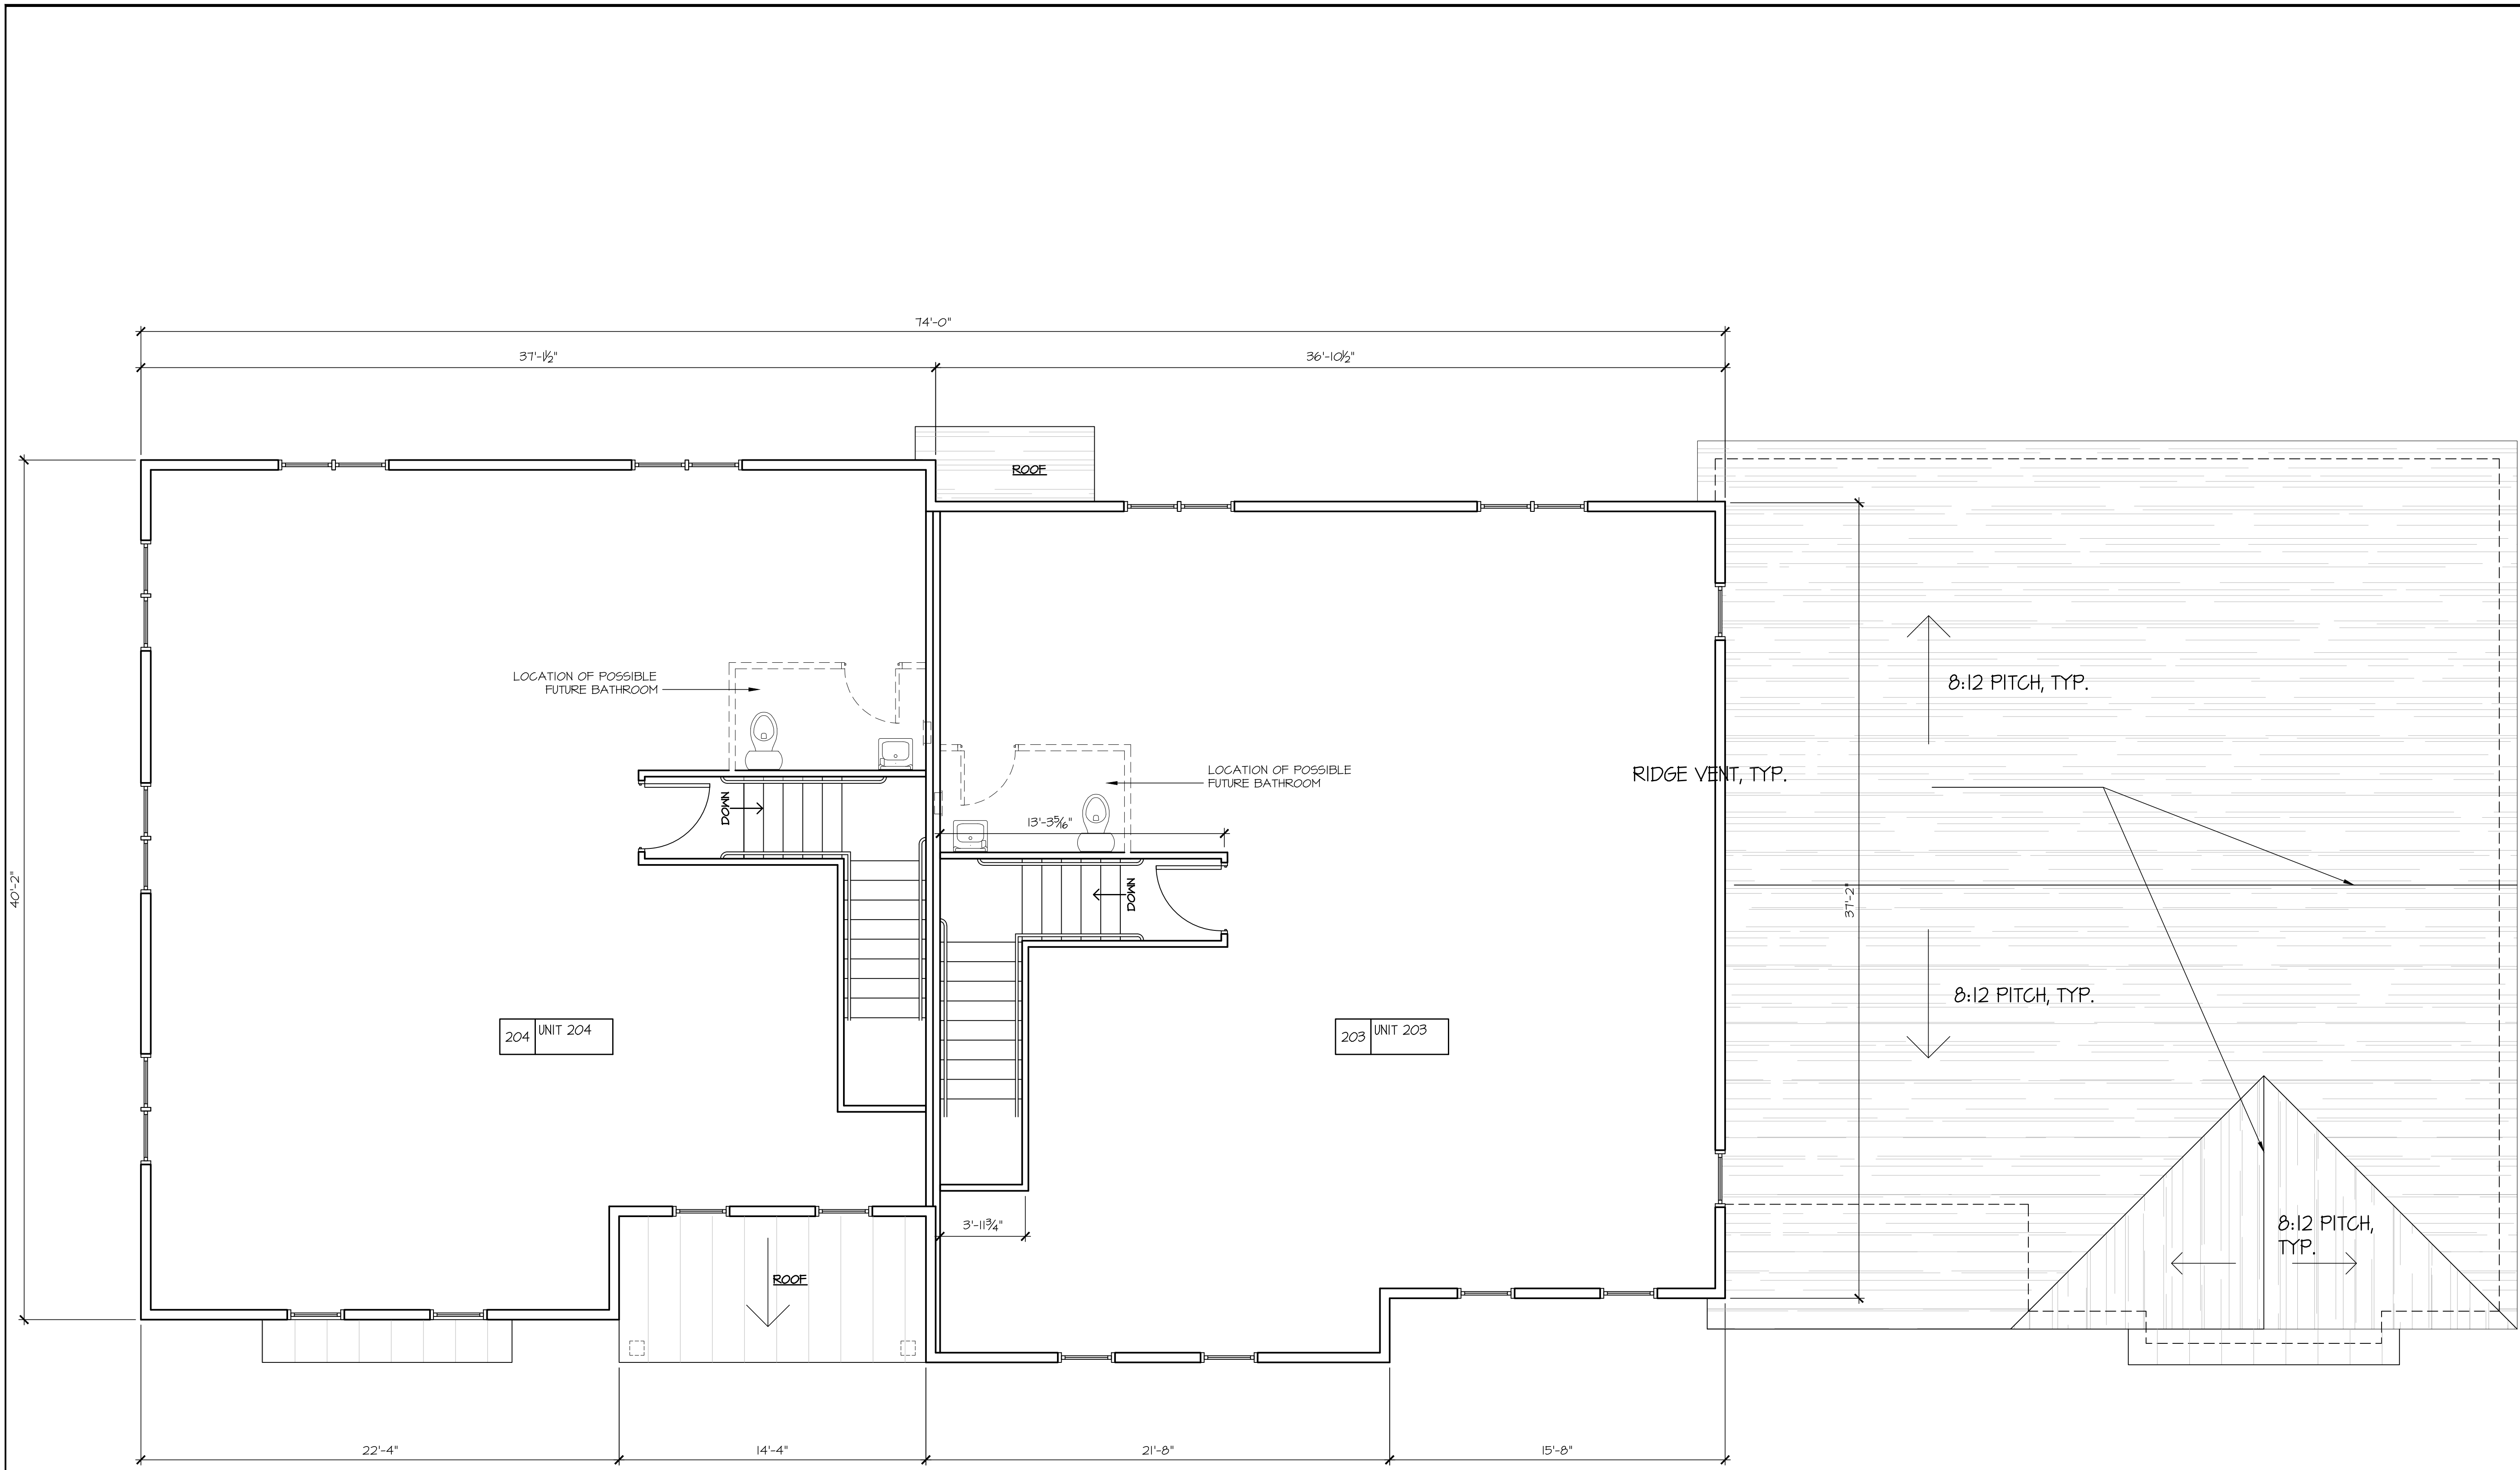 74'-0"
37'-1½"
36'-10½"
ROOF
LOCATION OF POSSIBLE
FUTURE BATHROOM
LOCATION OF POSSIBLE
FUTURE BATHROOM
8:12 PITCH, TYP.
RIDGE VENT, TYP.
DOWN
13'-3⁵⁄₁₆"
DOWN
40'-2"
37'-2"
8:12 PITCH, TYP.
204
UNIT 204
203
UNIT 203
3'-11¾"
8:12 PITCH,
TYP.
ROOF
22'-4"
14'-4"
21'-8"
15'-8"